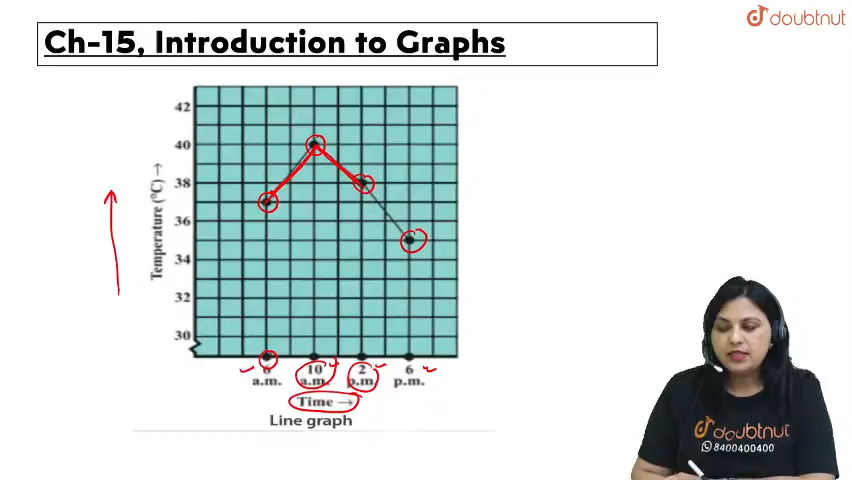 Ch-15, Introduction to Graphs
doubtnut
42
40
38
36
34
32
30
Temperature (°C) →
6 10 2 6
a.m. a.m. p.m. p.m.
Time →
Line graph
doubtnut
8400400400